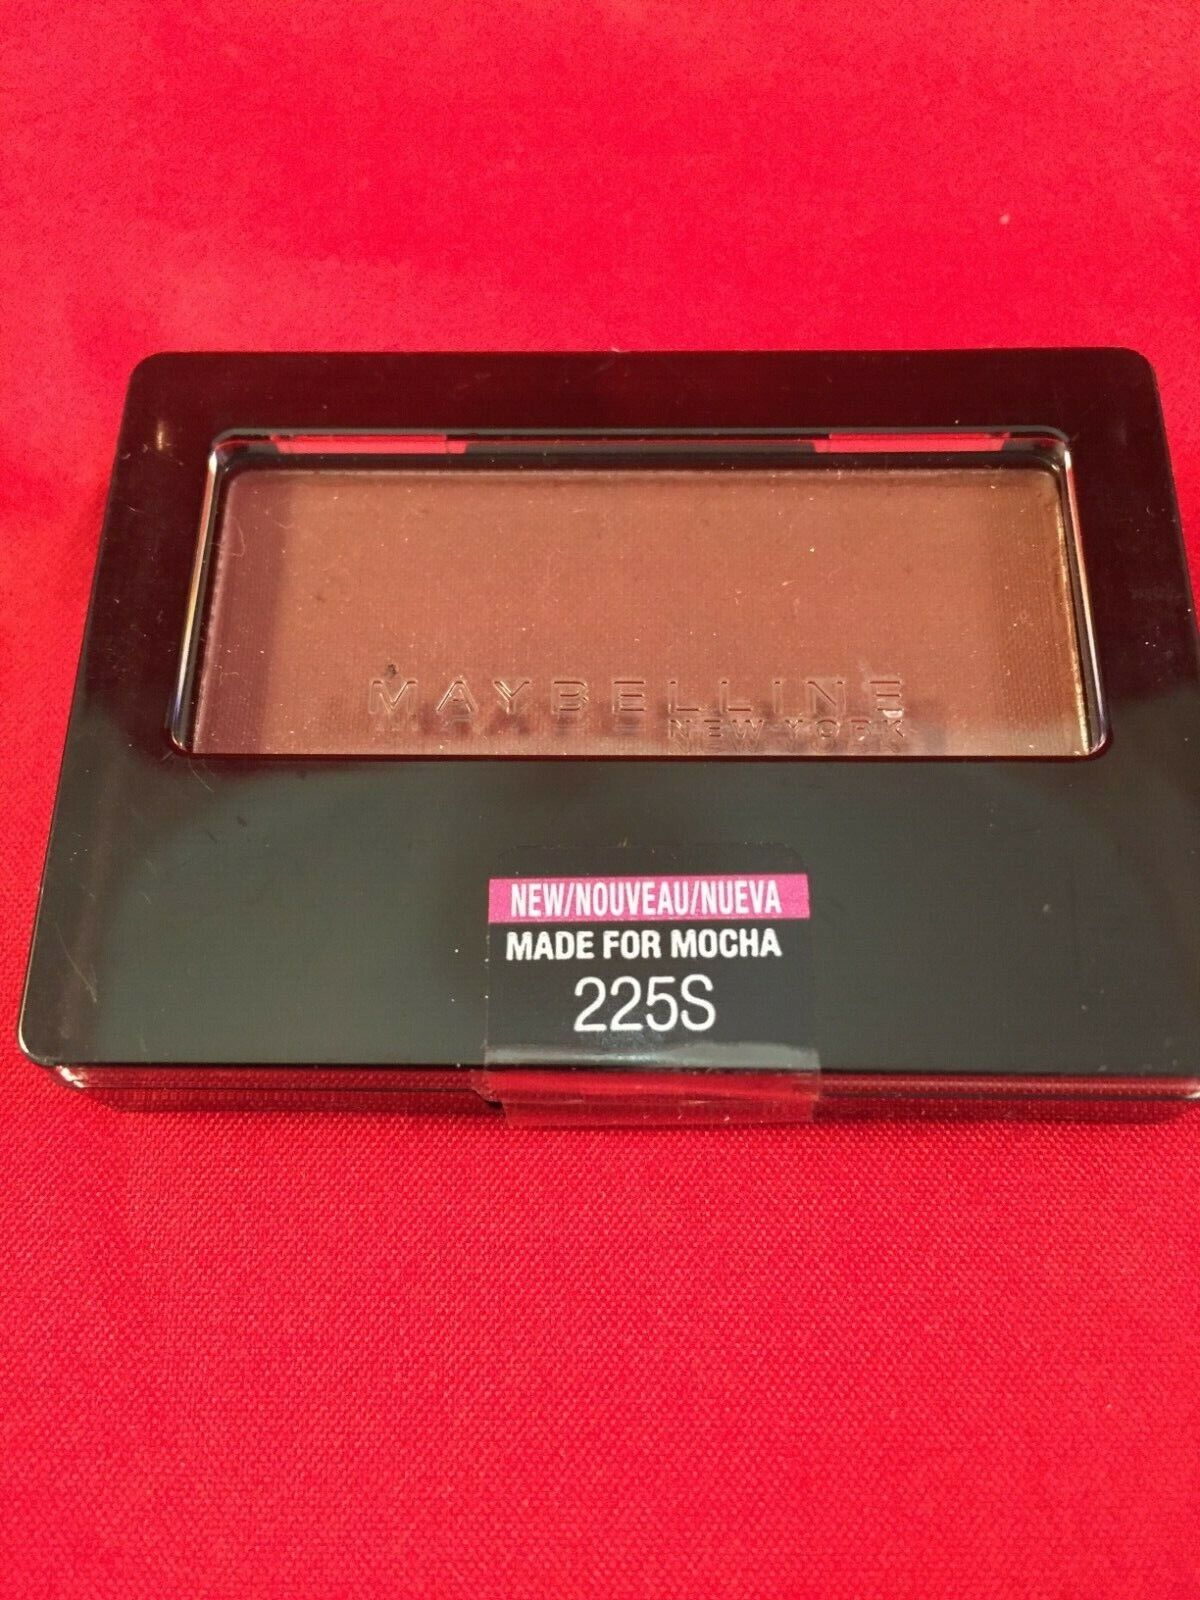 MAYBELLINE
NEW YORK
NEW/NOUVEAU/NUEVA
MADE FOR MOCHA
225S